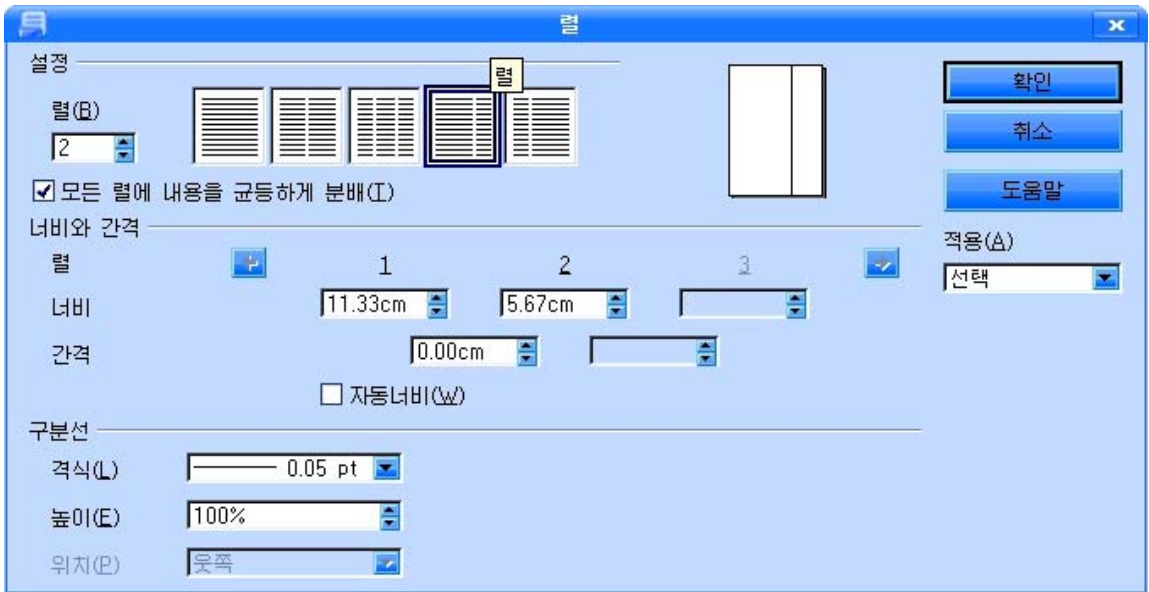 렬
설정
렬
렬(B)
2
모든 렬에 내용을 균등하게 분배(T)
확인
취소
도움말
적용(A)
선택
너비와 간격
렬 1 2 3
너비 11.33cm 5.67cm
간격 0.00cm
자동너비(W)
구분선
격식(L) 0.05 pt
높이(E) 100%
위치(P) 웃쪽